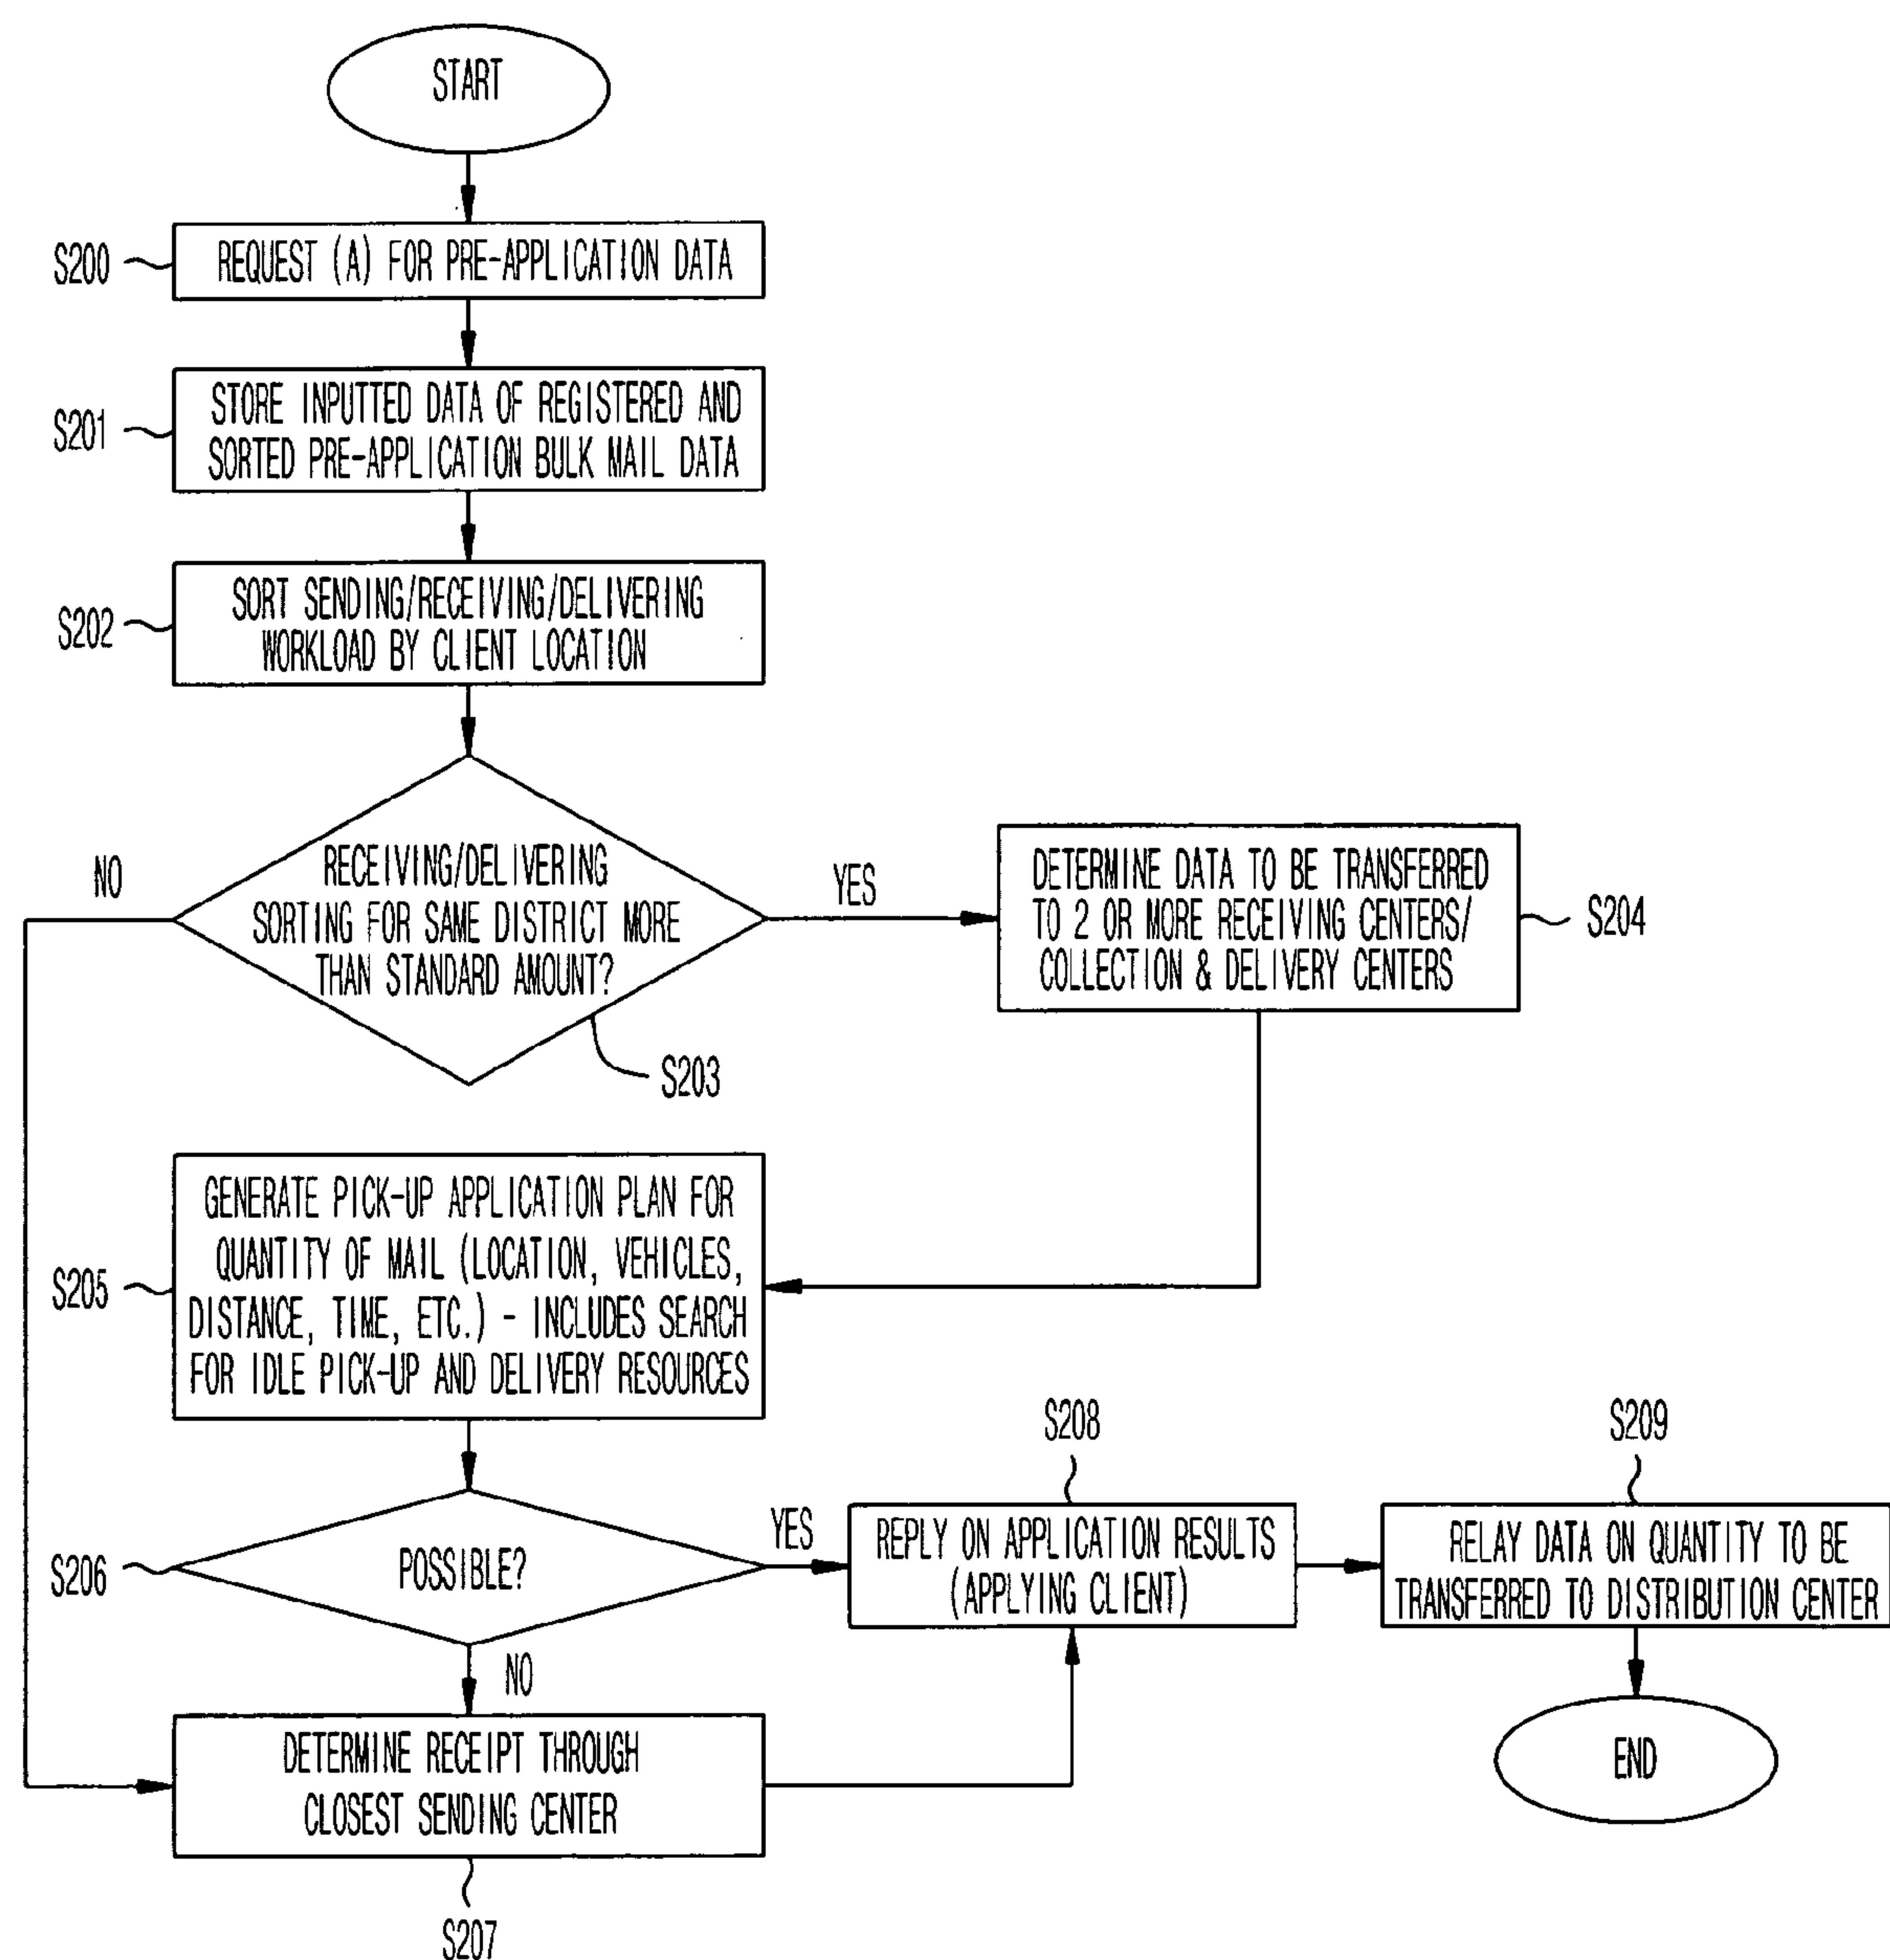 START
S200
REQUEST (A) FOR PRE-APPLICATION DATA
S201
STORE INPUTTED DATA OF REGISTERED AND
SORTED PRE-APPLICATION BULK MAIL DATA
S202
SORT SENDING/RECEIVING/DELIVERING
WORKLOAD BY CLIENT LOCATION
NO
RECEIVING/DELIVERING
SORTING FOR SAME DISTRICT MORE
THAN STANDARD AMOUNT?
S203
YES
DETERMINE DATA TO BE TRANSFERRED
TO 2 OR MORE RECEIVING CENTERS/
COLLECTION & DELIVERY CENTERS
S204
S205
GENERATE PICK-UP APPLICATION PLAN FOR
QUANTITY OF MAIL (LOCATION, VEHICLES,
DISTANCE, TIME, ETC.) - INCLUDES SEARCH
FOR IDLE PICK-UP AND DELIVERY RESOURCES
S206
POSSIBLE?
YES
NO
S208
REPLY ON APPLICATION RESULTS
(APPLYING CLIENT)
S209
RELAY DATA ON QUANTITY TO BE
TRANSFERRED TO DISTRIBUTION CENTER
DETERMINE RECEIPT THROUGH
CLOSEST SENDING CENTER
S207
END